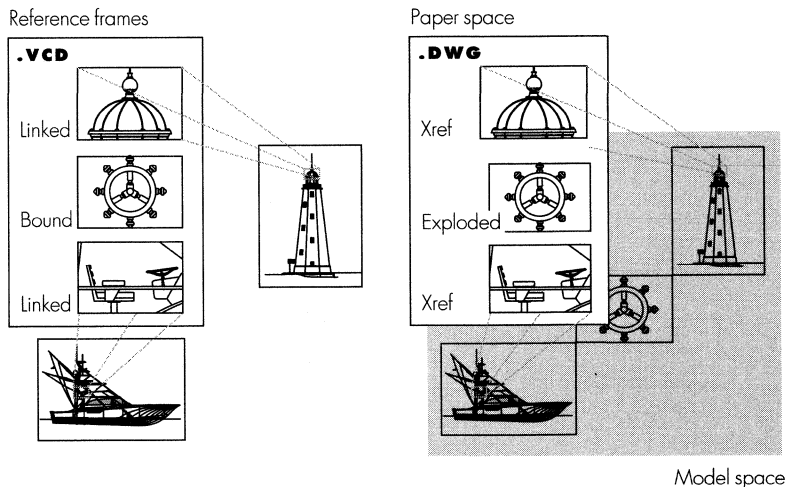 Reference frames
.VCD
Linked
Bound
Linked
Paper space
.DWG
Xref
Exploded
Xref
Model space